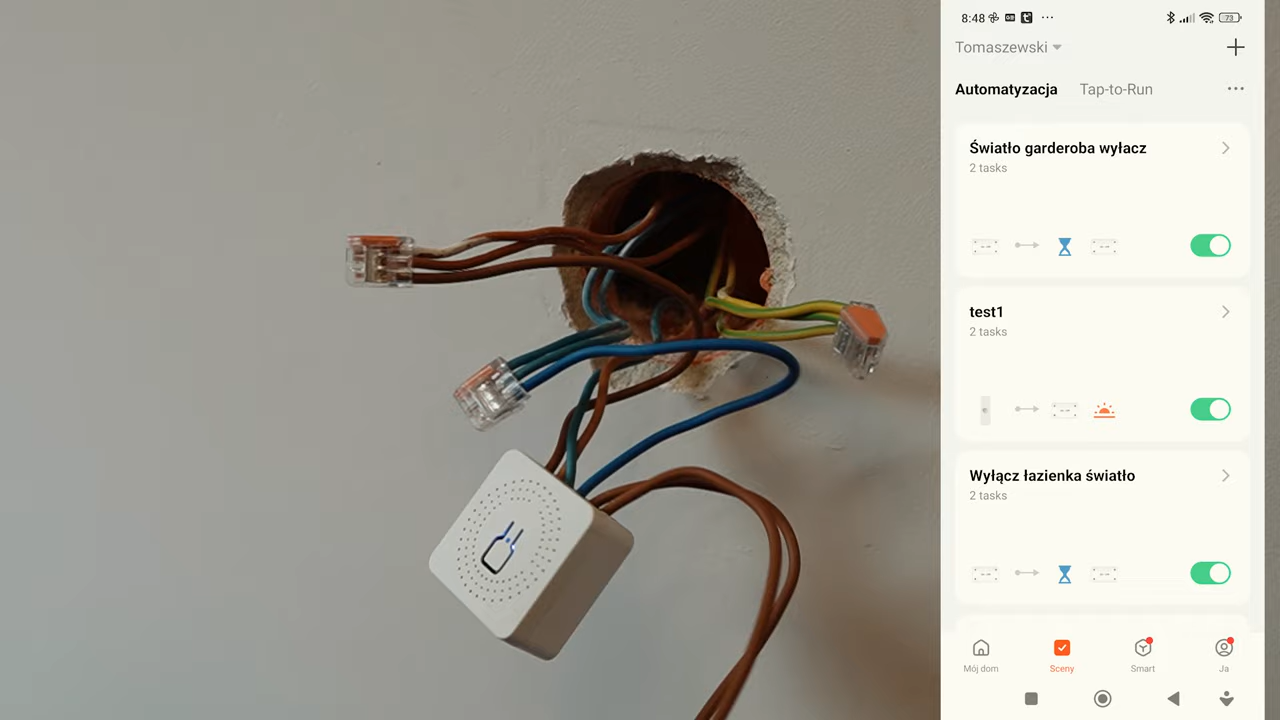 8:48
73
Tomaszewski
Automatyzacja Tap-to-Run
Światło garderoba wyłacz
2 tasks
test1
2 tasks
Wyłącz łazienka światło
2 tasks
Mój dom Sceny Smart Ja